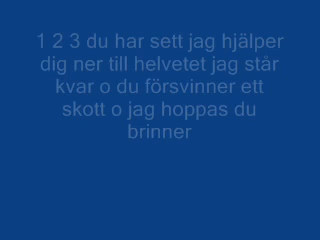 1 2 3 du har sett jag hjälper
dig ner till helvetet jag står
kvar o du försvinner ett
skott o jag hoppas du
brinner